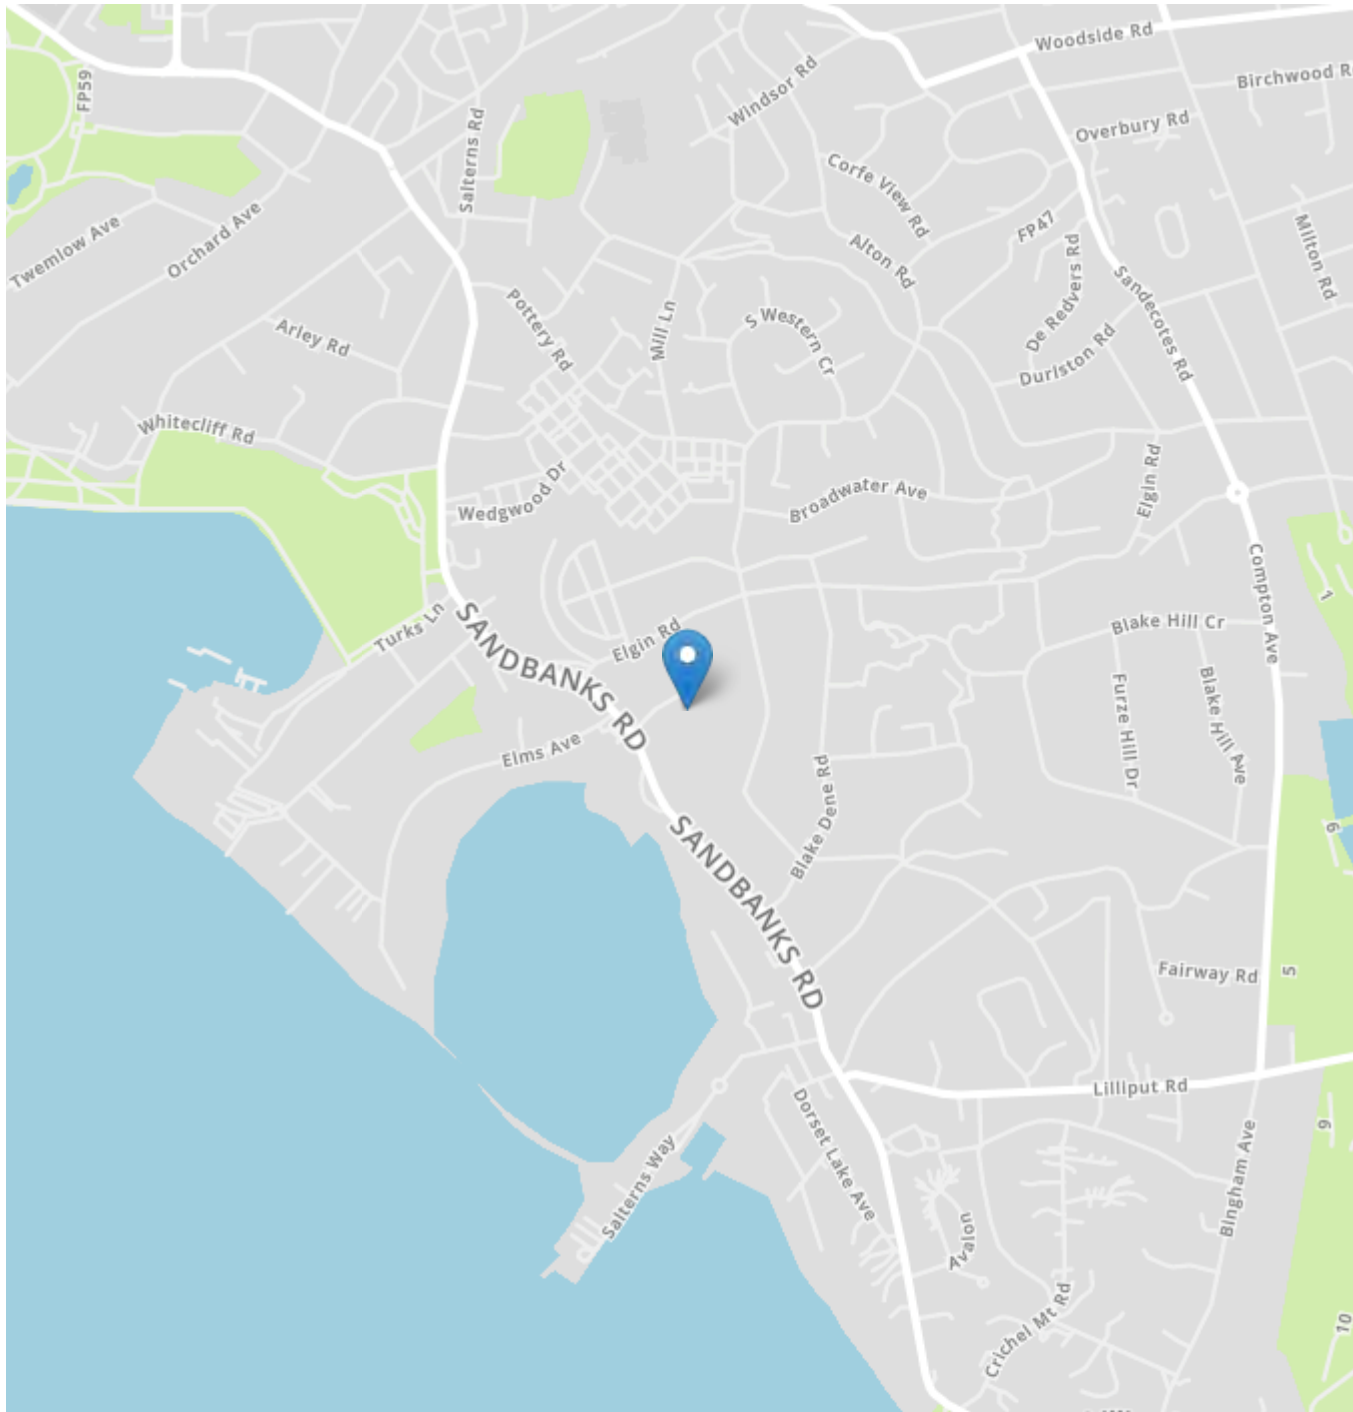 Woodside Rd
Birchwood R
FP59
Windsor Rd
Overbury Rd
Salterns Rd
Corfe View Rd
FP47
Twemlow Ave
Orchard Ave
Alton Rd
De Redvers Rd
Milton Rd
Sandecotes Rd
Pottery Rd
Mill Ln
S Western Cr
Arley Rd
Durlston Rd
Whitecliff Rd
Elgin Rd
Wedgwood Dr
Broadwater Ave
Compton Ave
1
Turks Ln
Elgin Rd
Blake Hill Cr
SANDBANKS RD
Furze Hill Dr
Blake Hill Ave
Elms Ave
Blake Dene Rd
6
SANDBANKS RD
Fairway Rd
5
Lilliput Rd
Dorset Lake Ave
9
Salterns Way
Bingham Ave
Avalon
Crichel Mt Rd
10